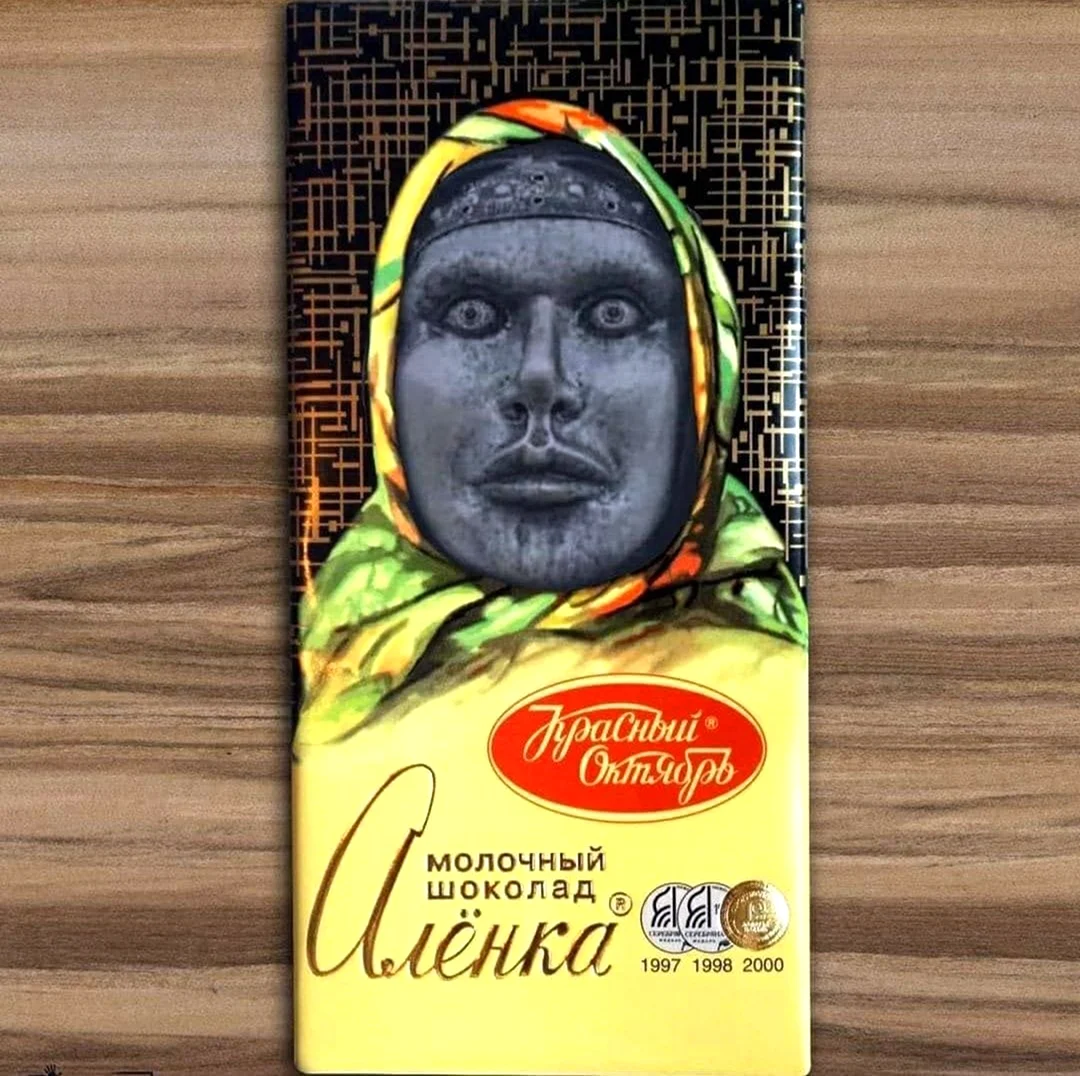 Красный®
Октябрь
молочный
шоколад
Алёнка®
1997 1998 2000